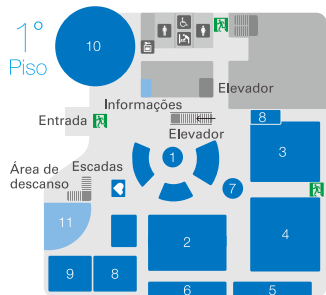 1°
Piso
10
Elevador
Informações
Entrada
Elevador
8
1
3
Área de
descanso
Escadas
7
11
2
4
9
8
6
5